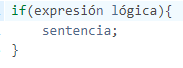 if(expresión lógica){
sentencia;
}